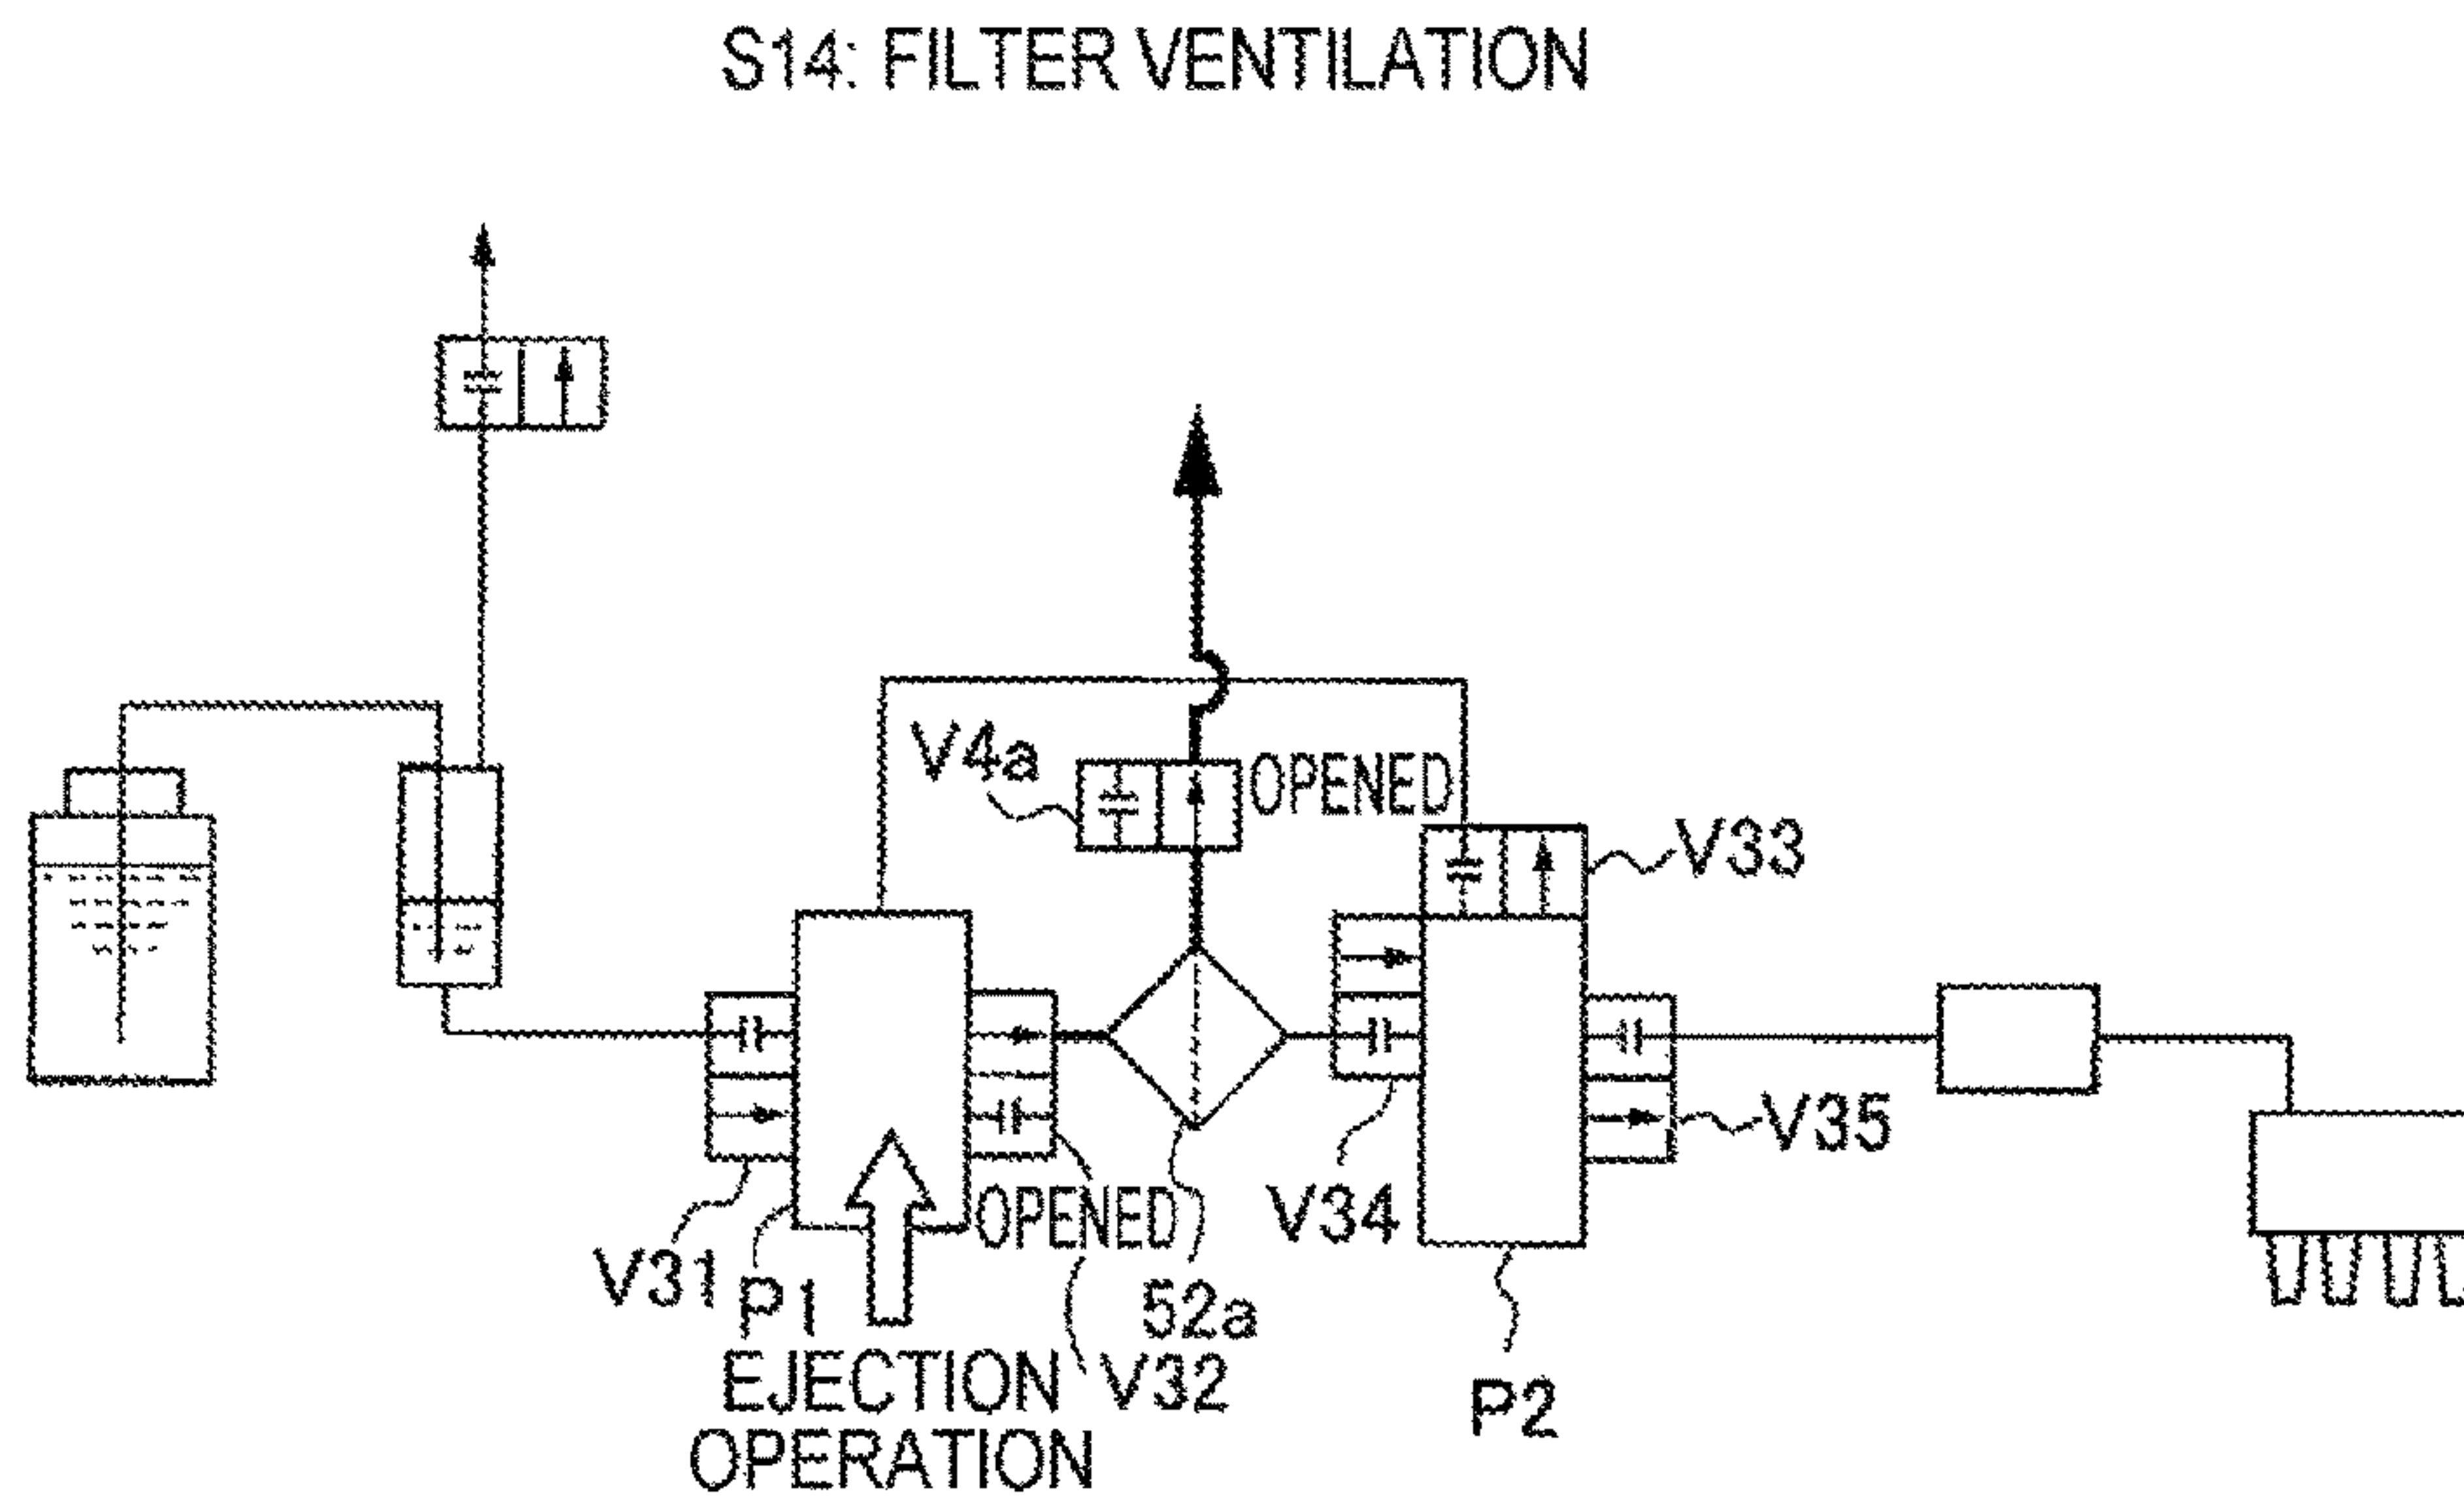 S14: FILTER VENTILATION
V4a
OPENED
V33
V35
V34
OPENED
V31
P1
52a
EJECTION
OPERATION
V32
P2